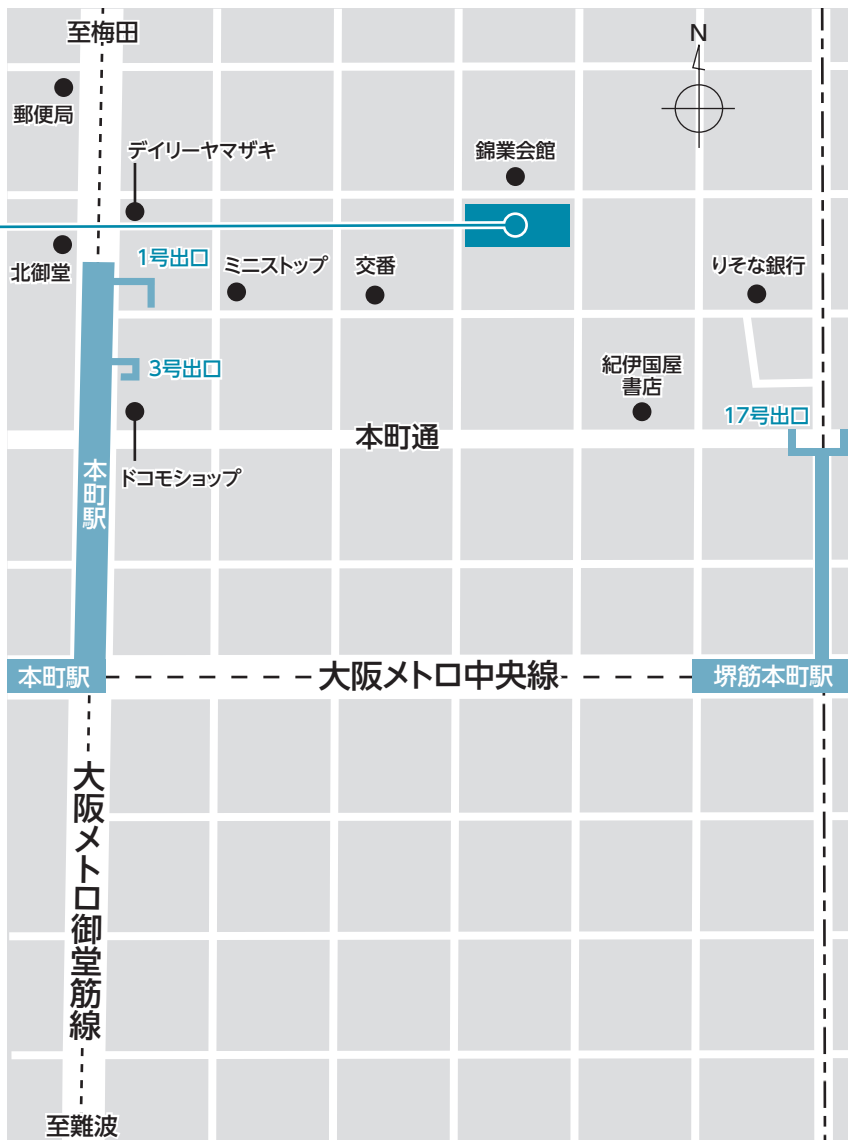 至梅田
N
郵便局
デイリーヤマザキ
錦業会館
北御堂
1号出口
ミニストップ
交番
りそな銀行
3号出口
紀伊国屋
書店
17号出口
本町通
ドコモショップ
本町駅
本町駅
大阪メトロ中央線
堺筋本町駅
大阪メトロ御堂筋線
至難波